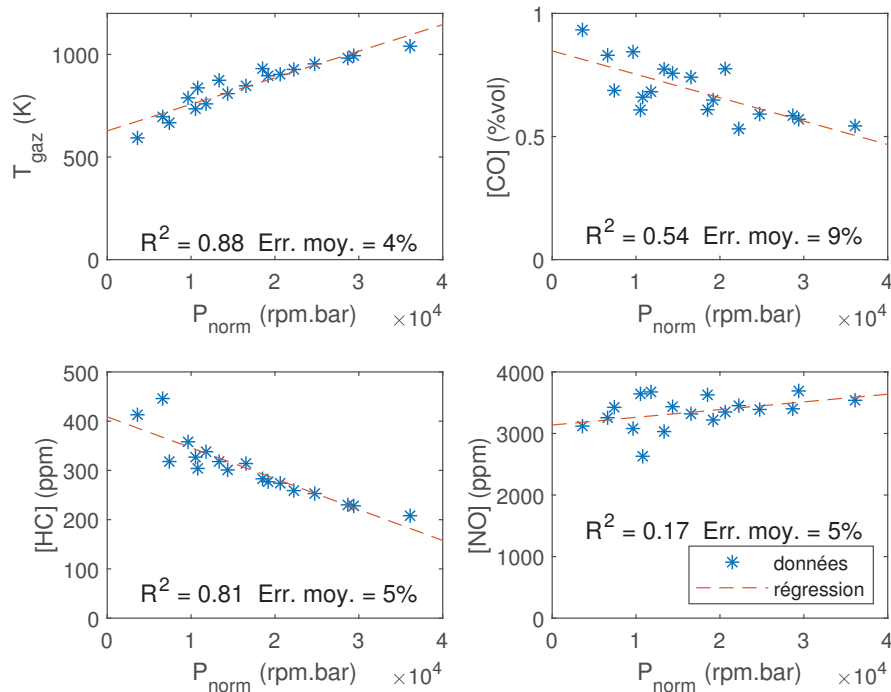 1000
500
0
T_gaz (K)
R² = 0.88 Err. moy. = 4%
0 1 2 3 4
P_norm (rpm.bar) ×10⁴
1
0.5
0
[CO] (%vol)
R² = 0.54 Err. moy. = 9%
0 1 2 3 4
P_norm (rpm.bar) ×10⁴
500
400
300
200
100
0
[HC] (ppm)
R² = 0.81 Err. moy. = 5%
0 1 2 3 4
P_norm (rpm.bar) ×10⁴
4000
3000
2000
1000
0
[NO] (ppm)
R² = 0.17 Err. moy. = 5%
données
régression
0 1 2 3 4
P_norm (rpm.bar) ×10⁴